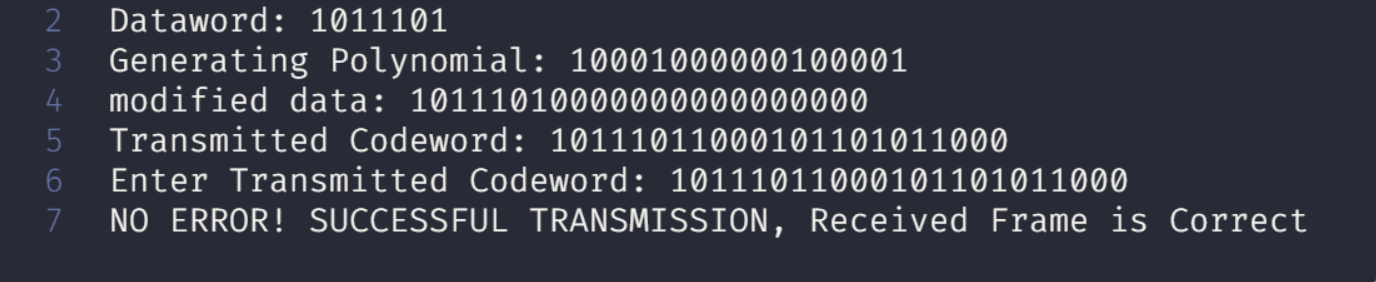 2 Dataword: 1011101
3 Generating Polynomial: 10001000000100001
4 modified data: 10111010000000000000000
5 Transmitted Codeword: 10111011000101101011000
6 Enter Transmitted Codeword: 10111011000101101011000
7 NO ERROR! SUCCESSFUL TRANSMISSION, Received Frame is Correct